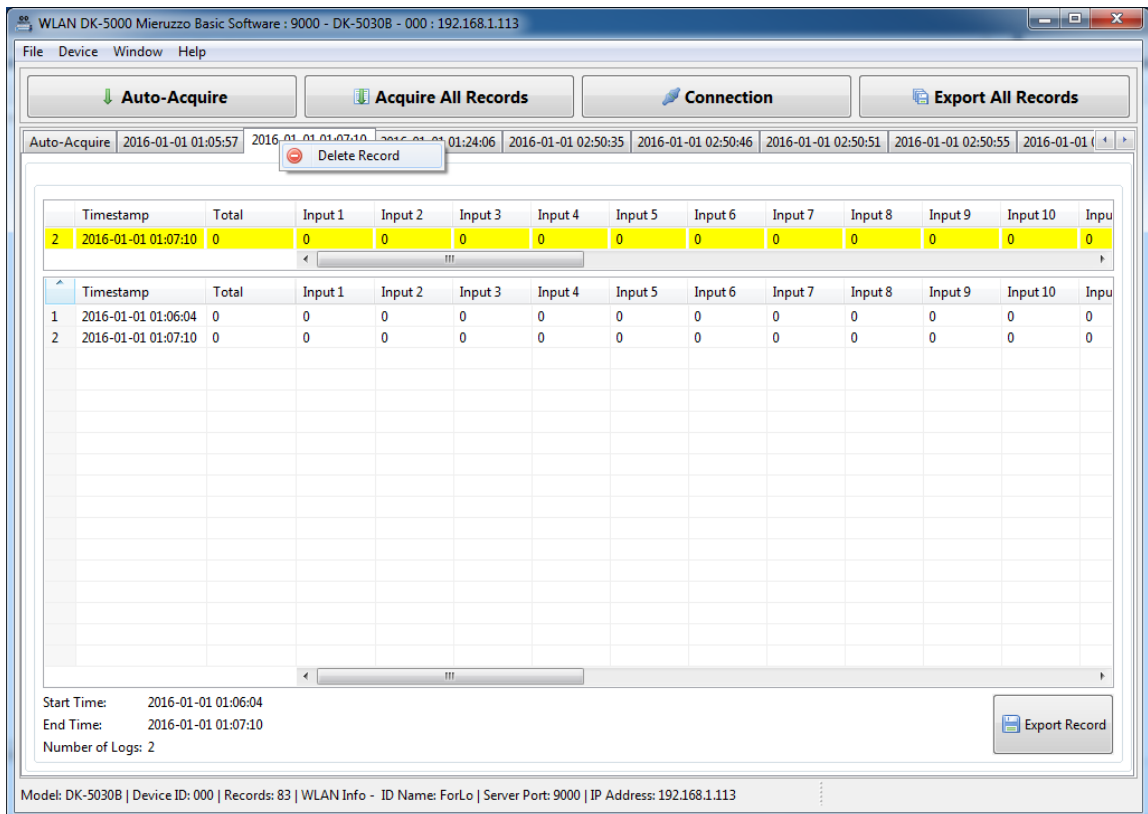 WLAN DK-5000 Mieruzzo Basic Software : 9000 - DK-5030B - 000 : 192.168.1.113
File Device Window Help
Auto-Acquire Acquire All Records Connection Export All Records
Auto-Acquire 2016-01-01 01:05:57 2016-01-01 01:07:10 2016-01-01 01:24:06 2016-01-01 02:50:35 2016-01-01 02:50:46 2016-01-01 02:50:51 2016-01-01 02:50:55 2016-01-01
Delete Record
Timestamp Total Input 1 Input 2 Input 3 Input 4 Input 5 Input 6 Input 7 Input 8 Input 9 Input 10 Inpu
2 2016-01-01 01:07:10 0 0 0 0 0 0 0 0 0 0 0 0
Timestamp Total Input 1 Input 2 Input 3 Input 4 Input 5 Input 6 Input 7 Input 8 Input 9 Input 10 Inpu
1 2016-01-01 01:06:04 0 0 0 0 0 0 0 0 0 0 0 0
2 2016-01-01 01:07:10 0 0 0 0 0 0 0 0 0 0 0 0
Start Time: 2016-01-01 01:06:04
End Time: 2016-01-01 01:07:10
Number of Logs: 2
Export Record
Model: DK-5030B | Device ID: 000 | Records: 83 | WLAN Info - ID Name: ForLo | Server Port: 9000 | IP Address: 192.168.1.113